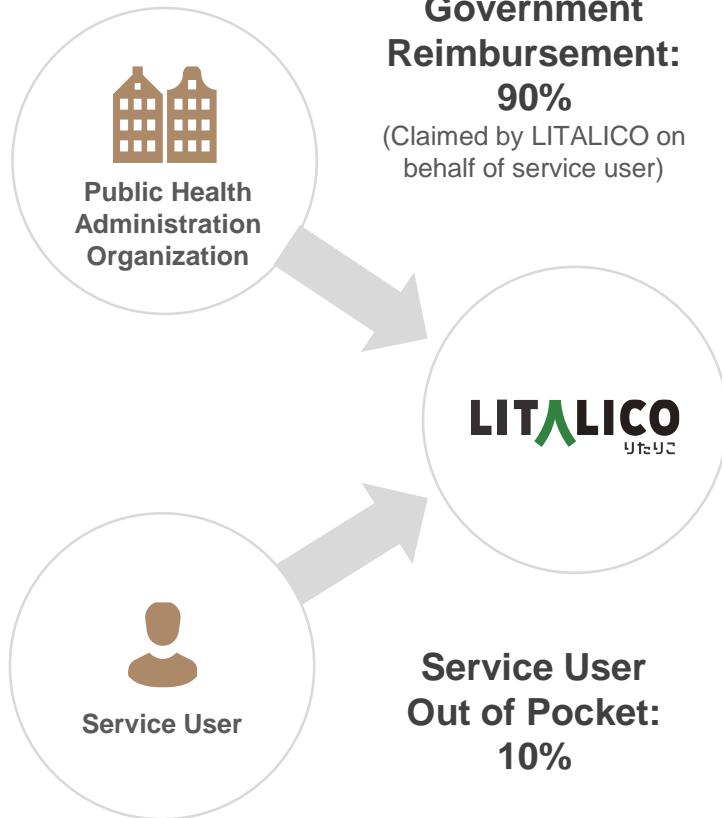 Government
Reimbursement:
90%
(Claimed by LITALICO on
behalf of service user)
Public Health
Administration
Organization
LITALICO
りたりこ
Service User
Service User
Out of Pocket:
10%